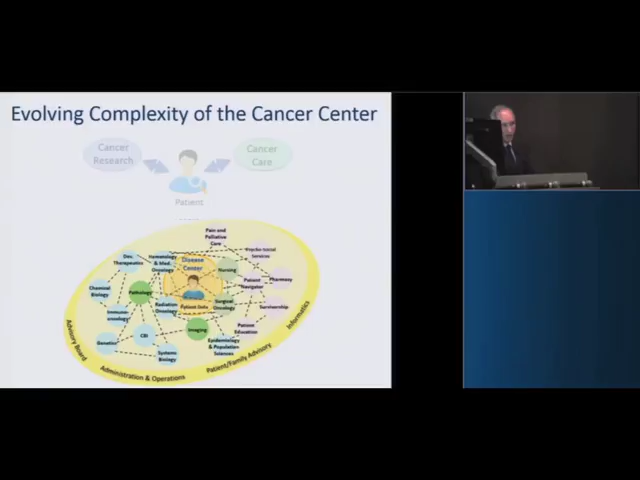 Evolving Complexity of the Cancer Center
Cancer
Research
Cancer
Care
Patient
Pain and
Palliative
Care
Psycho-Social
Services
Dev.
Therapeutics
Hematology
& Med.
Oncology
Disease
Center
Nursing
Chemical
Biology
Pathology
Patient
Navigator
Pharmacy
Patient Data
Radiation
Oncology
Surgical
Oncology
Survivorship
Immuno-
oncology
Imaging
Patient
Education
Genetics
CBI
Epidemiology
& Population
Sciences
Systems
Biology
Advisory Board
Administration & Operations
Patient/Family Advisory
Informatics